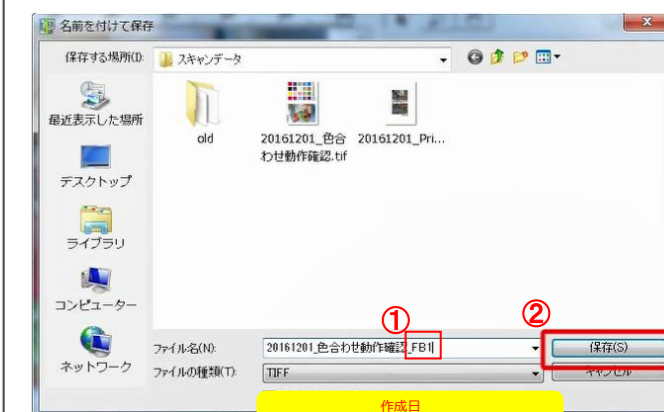 名前を付けて保存
保存する場所(I):
スキャンデータ
最近表示した場所
デスクトップ
ライブラリ
コンピューター
ネットワーク
old
20161201_色合
わせ動作確認.tif
20161201_Pri...
①
②
ファイル名(N):
20161201_色合わせ動作確認_FB1
保存(S)
ファイルの種類(T):
TIFF
キャンセル
作成日